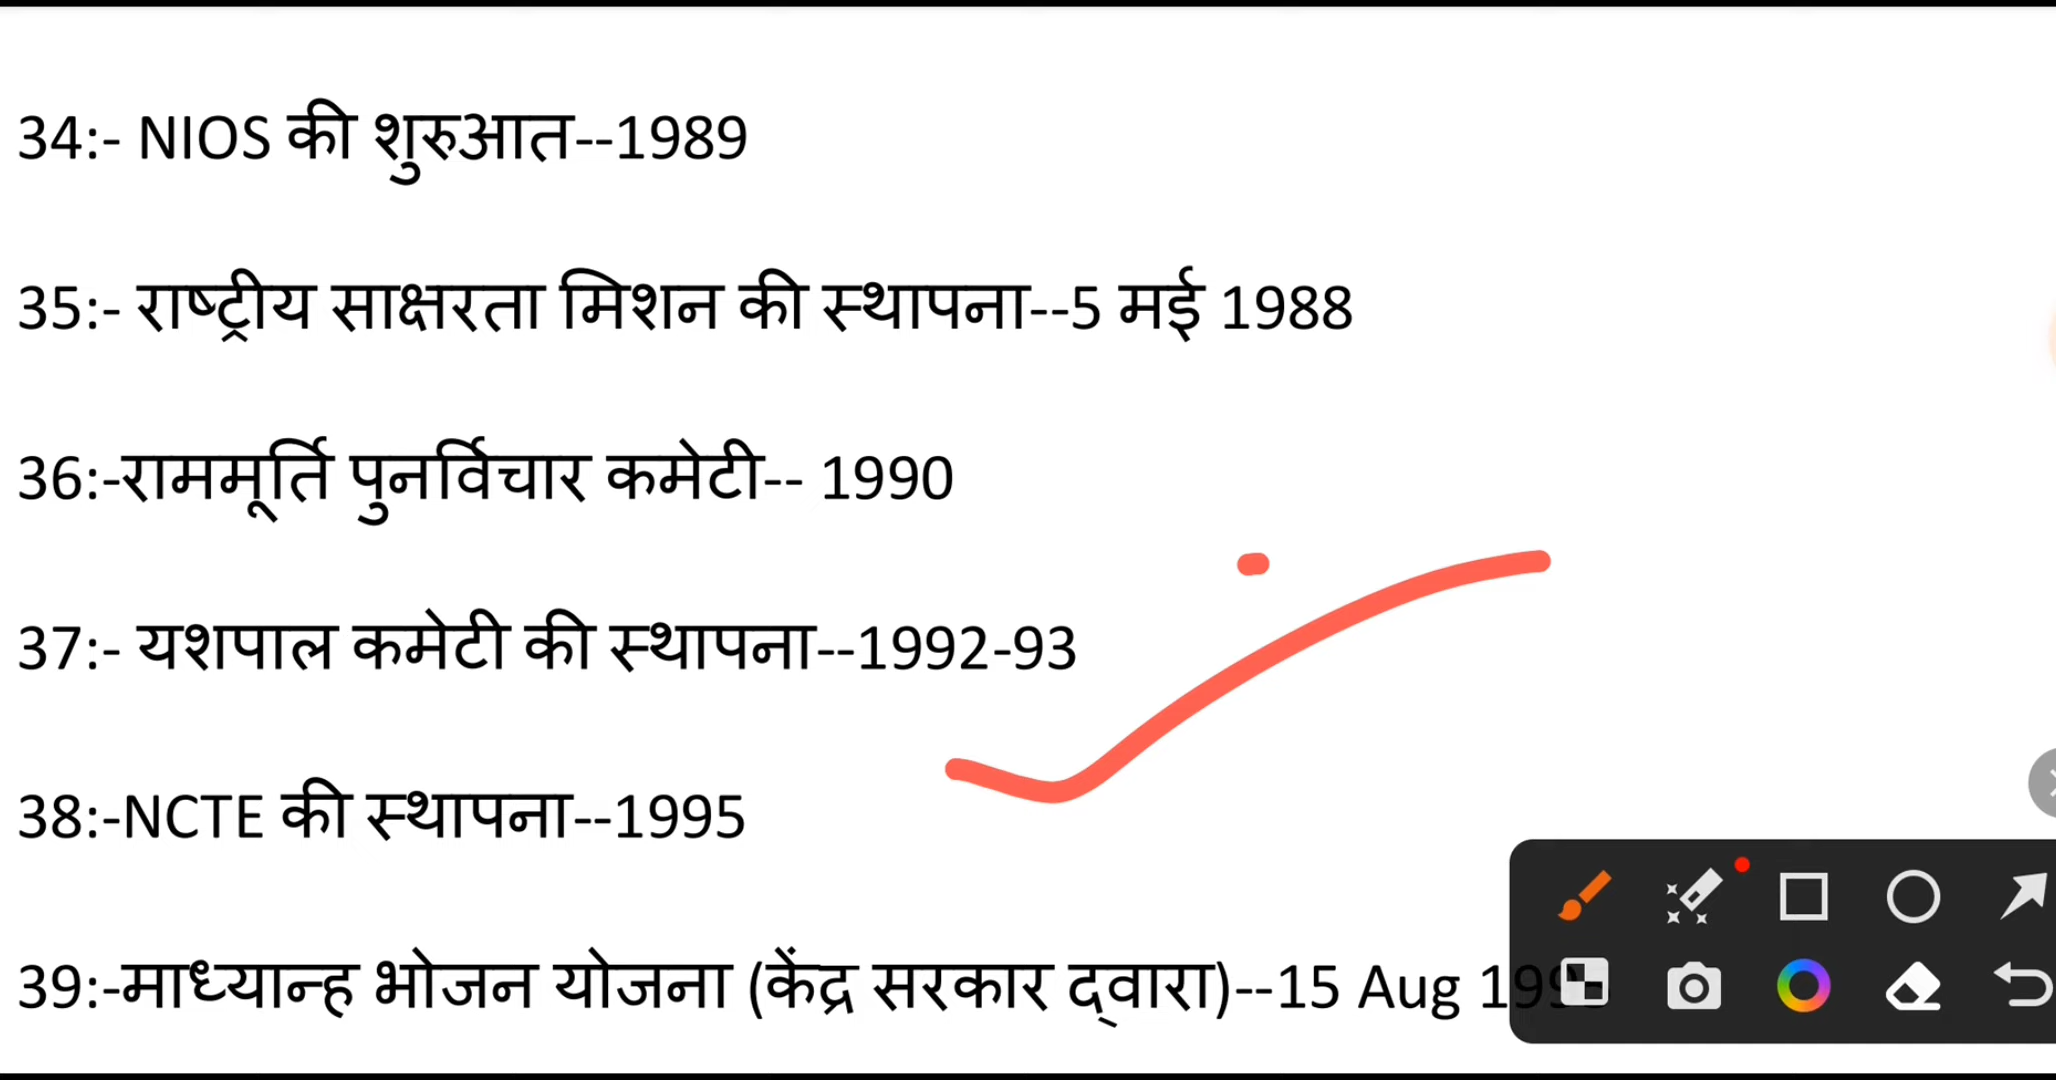 34:- NIOS की शुरुआत--1989
35:- राष्ट्रीय साक्षरता मिशन की स्थापना--5 मई 1988
36:-राममूर्ति पुनर्विचार कमेटी-- 1990
37:- यशपाल कमेटी की स्थापना--1992-93
38:-NCTE की स्थापना--1995
39:-माध्यान्ह भोजन योजना (केंद्र सरकार द्वारा)--15 Aug